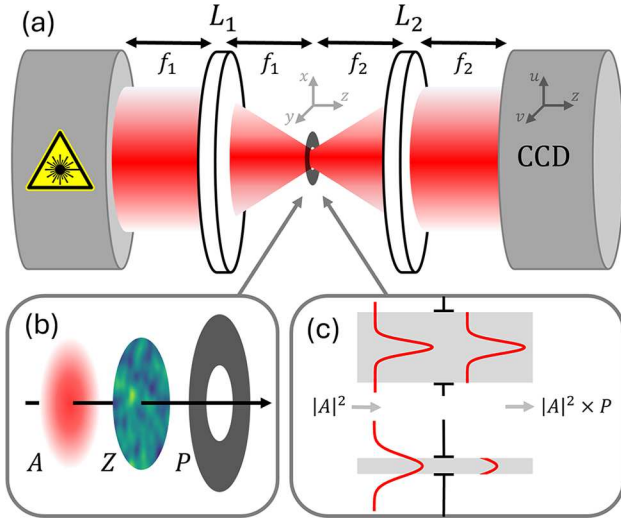 (a)
L₁ L₂
f₁ f₁ f₂ f₂
x
y z
u
v z
CCD
(b)
A Z P
(c)
|A|² |A|² × P